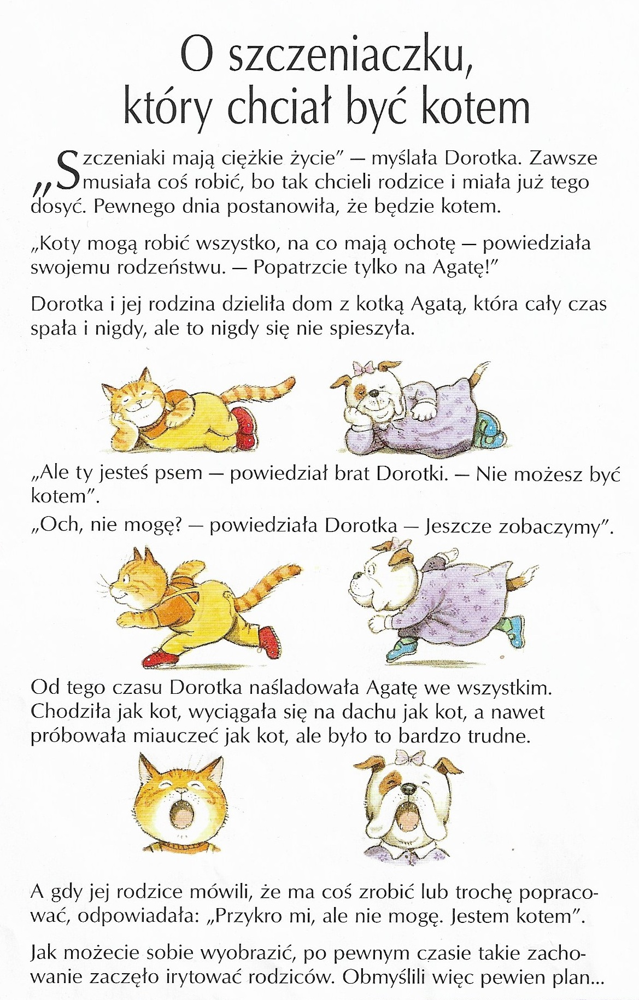 O szczeniaczku,
który chciał być kotem
„Szczeniaki mają ciężkie życie” — myślała Dorotka. Zawsze
musiała coś robić, bo tak chcieli rodzice i miała już tego
dosyć. Pewnego dnia postanowiła, że będzie kotem.
„Koty mogą robić wszystko, na co mają ochotę — powiedziała
swojemu rodzeństwu. — Popatrzcie tylko na Agatę!”
Dorotka i jej rodzina dzieliła dom z kotką Agatą, która cały czas
spała i nigdy, ale to nigdy się nie spieszyła.
„Ale ty jesteś psem — powiedział brat Dorotki. — Nie możesz być
kotem”.
„Och, nie mogę? — powiedziała Dorotka — Jeszcze zobaczymy”.
Od tego czasu Dorotka naśladowała Agatę we wszystkim.
Chodziła jak kot, wyciągała się na dachu jak kot, a nawet
próbowała miauczeć jak kot, ale było to bardzo trudne.
A gdy jej rodzice mówili, że ma coś zrobić lub trochę popraco-
wać, odpowiadała: „Przykro mi, ale nie mogę. Jestem kotem”.
Jak możecie sobie wyobrazić, po pewnym czasie takie zacho-
wanie zaczęło irytować rodziców. Obmyślili więc pewien plan...